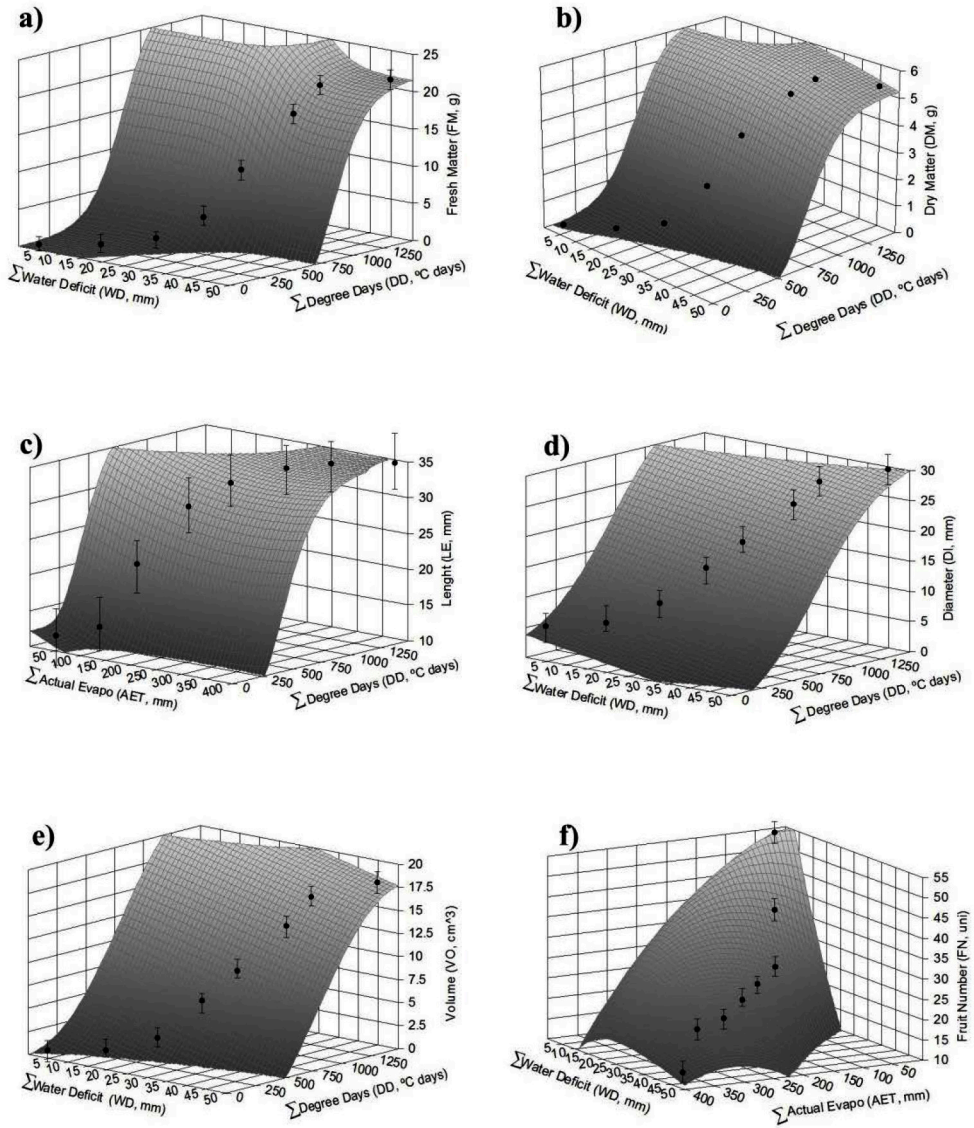 a)
25
20
15
10
5
0
Fresh Matter (FM, g)
5 10 15 20 25 30 35 40 45 50
∑Water Deficit (WD, mm)
0 250 500 750 1000 1250
∑Degree Days (DD, ºC days)
b)
6
5
4
3
2
1
0
Dry Matter (DM, g)
5 10 15 20 25 30 35 40 45 50
∑Water Deficit (WD, mm)
0 250 500 750 1000 1250
∑Degree Days (DD, ºC days)
c)
35
30
25
20
15
10
Lenght (LE, mm)
50 100 150 200 250 300 350 400
∑Actual Evapo (AET, mm)
0 250 500 750 1000 1250
∑Degree Days (DD, ºC days)
d)
30
25
20
15
10
5
0
Diameter (DI, mm)
5 10 15 20 25 30 35 40 45 50
∑Water Deficit (WD, mm)
0 250 500 750 1000 1250
∑Degree Days (DD, ºC days)
e)
20
17.5
15
12.5
10
7.5
5
2.5
0
Volume (VO, cm^3)
5 10 15 20 25 30 35 40 45 50
∑Water Deficit (WD, mm)
0 250 500 750 1000 1250
∑Degree Days (DD, ºC days)
f)
55
50
45
40
35
30
25
20
15
10
Fruit Number (FN, uni)
5 10 15 20 25 30 35 40 45 50
∑Water Deficit (WD, mm)
400 350 300 250 200 150 100 50
∑Actual Evapo (AET, mm)